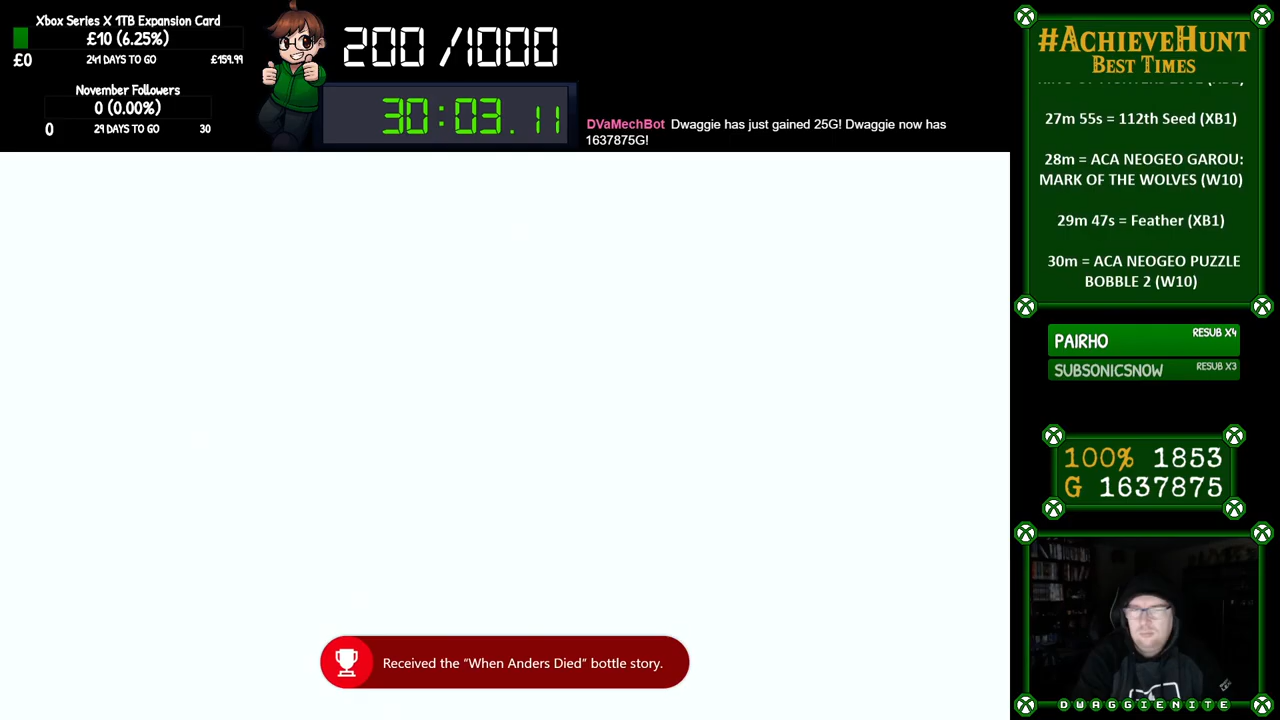 Xbox Series X 1TB Expansion Card
£10 (6.25%)
£0
241 DAYS TO GO
£159.99
November Followers
0 (0.00%)
0
29 DAYS TO GO
30
200 /1000
30:03.11
DVaMechBot Dwaggie has just gained 25G! Dwaggie now has
1637875G!
#ACHIEVEHUNT
BEST TIMES
27m 55s = 112th Seed (XB1)
28m = ACA NEOGEO GAROU:
MARK OF THE WOLVES (W10)
29m 47s = Feather (XB1)
30m = ACA NEOGEO PUZZLE
BOBBLE 2 (W10)
PAIRHO
RESUB X4
SUBSONICSNOW
RESUB X3
100% 1853
G 1637875
Received the "When Anders Died" bottle story.
DWAGGIENITE